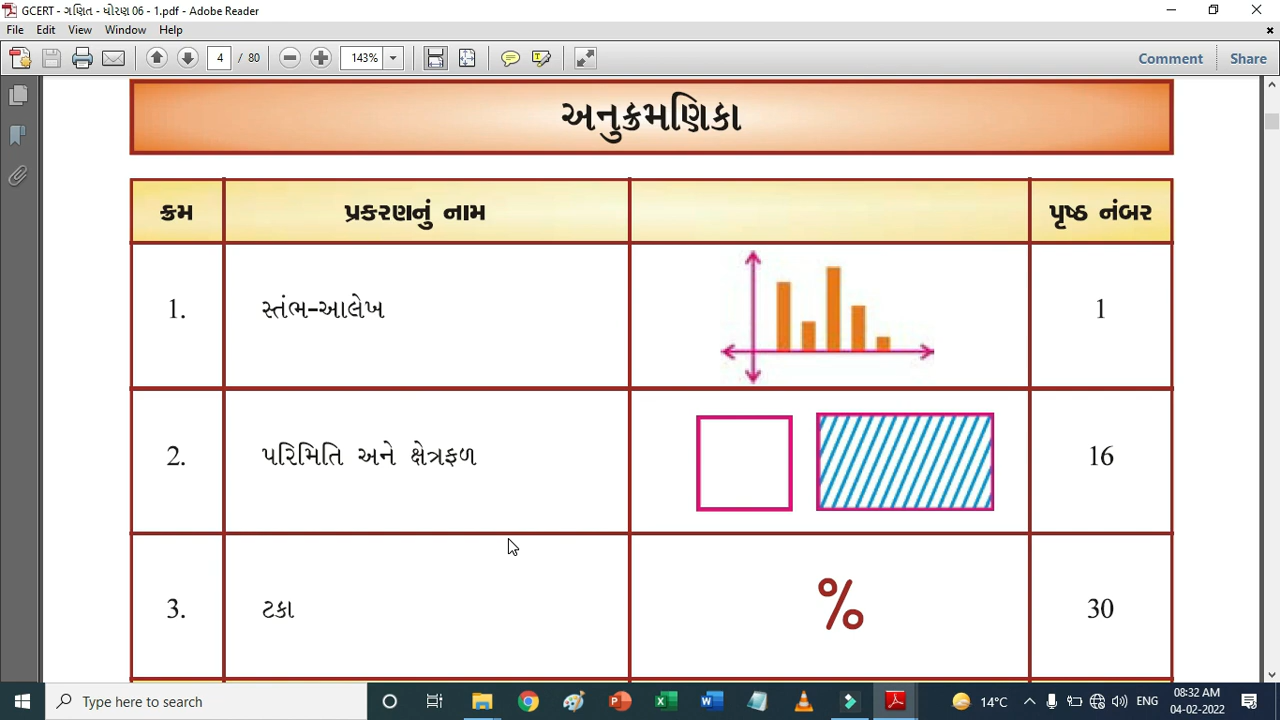 GCERT - ગણિત - ધોરણ 06 - 1.pdf - Adobe Reader
File Edit View Window Help
4 / 80 143% Comment Share
અનુક્રમણિકા
ક્રમ પ્રકરણનું નામ પૃષ્ઠ નંબર
1. સ્તંભ-આલેખ 1
2. પરિમિતિ અને ક્ષેત્રફળ 16
3. ટકા % 30
Type here to search 14°C ENG 08:32 AM
04-02-2022